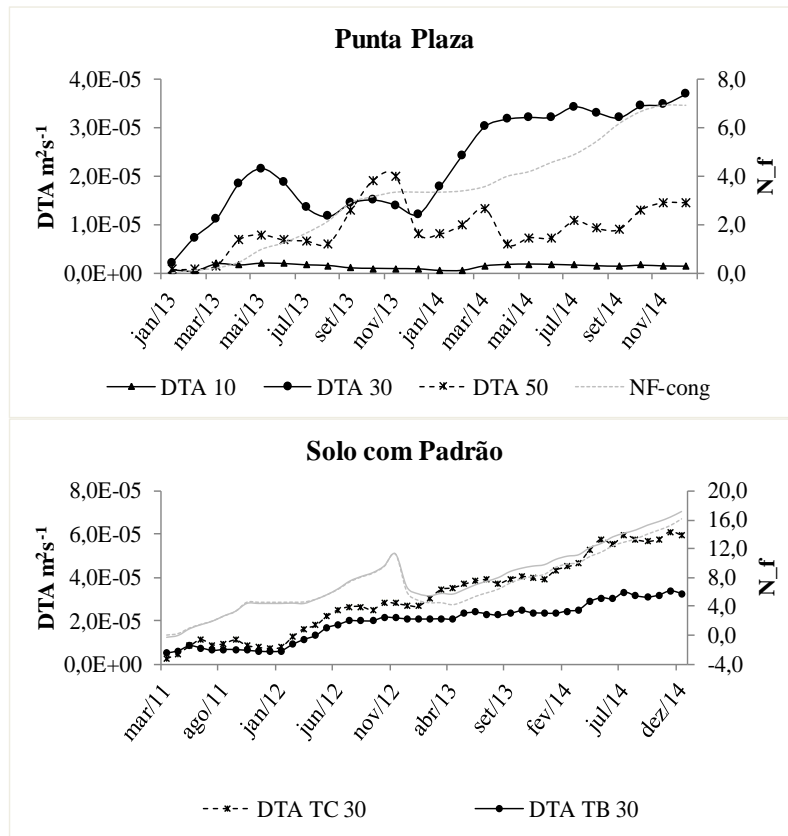 Punta Plaza
4,0E-05
3,0E-05
2,0E-05
1,0E-05
0,0E+00
DTA m²s⁻¹
8,0
6,0
4,0
2,0
0,0
N_f
jan/13
mar/13
mai/13
jul/13
set/13
nov/13
jan/14
mar/14
mai/14
jul/14
set/14
nov/14
DTA 10 DTA 30 DTA 50 NF-cong
Solo com Padrão
8,0E-05
6,0E-05
4,0E-05
2,0E-05
0,0E+00
DTA m²s⁻¹
20,0
16,0
12,0
8,0
4,0
0,0
-4,0
N_f
mar/11
ago/11
jan/12
jun/12
nov/12
abr/13
set/13
fev/14
jul/14
dez/14
DTA TC 30 DTA TB 30